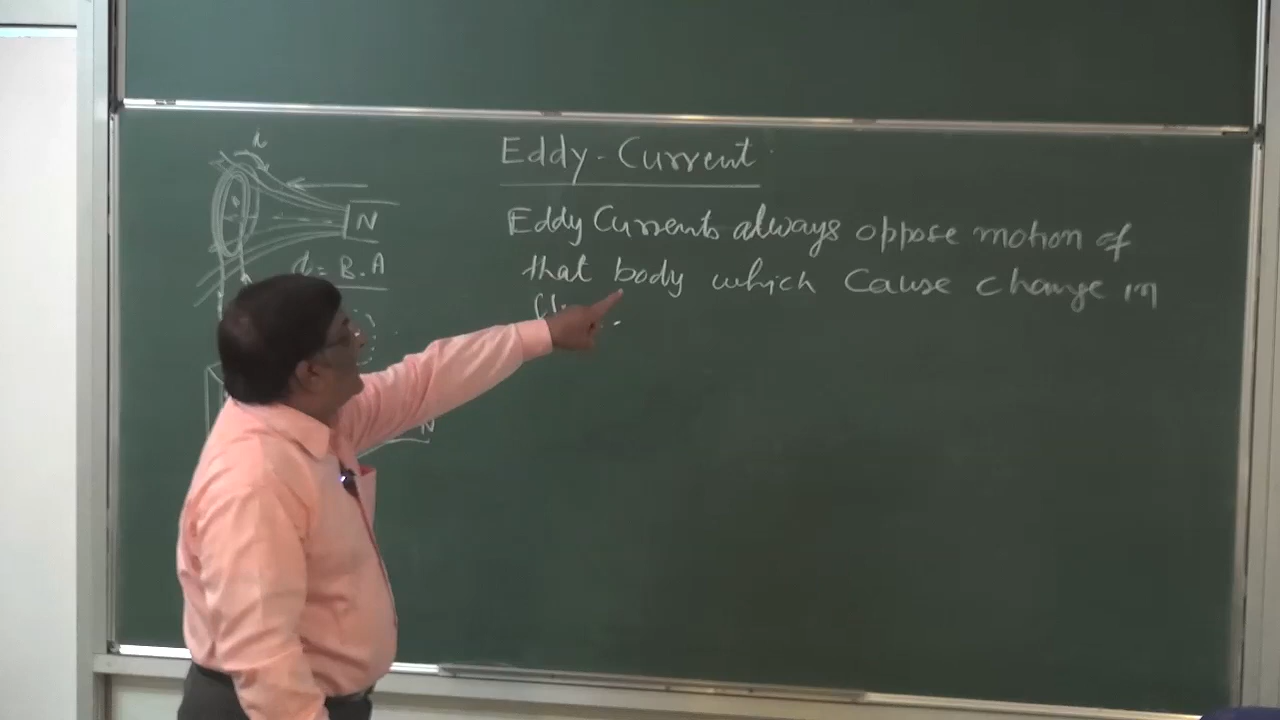 i
N
ϕ = B.A
N
Eddy-Current
Eddy Currents always oppose motion of
that body which Cause change in